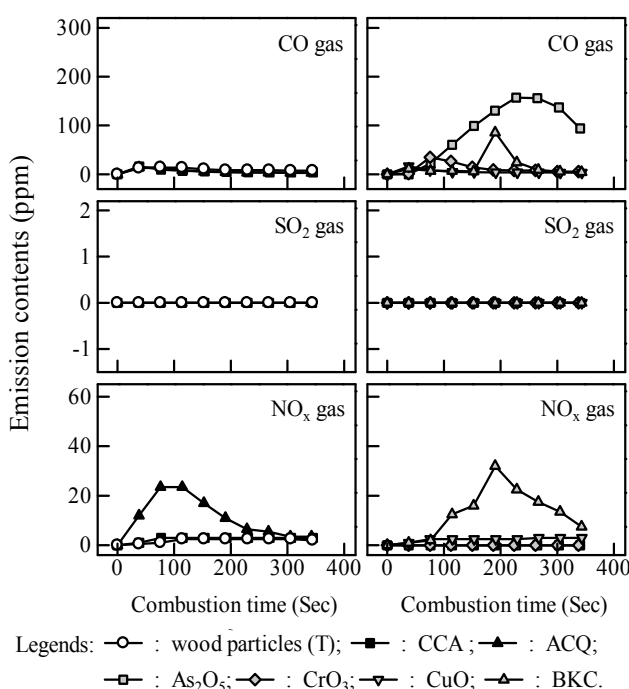 300
200
100
0
CO gas
CO gas
Emission contents (ppm)
2
1
0
-1
SO₂ gas
SO₂ gas
60
40
20
0
NOₓ gas
NOₓ gas
0 100 200 300 400
0 100 200 300 400
Combustion time (Sec)
Combustion time (Sec)
Legends: : wood particles (T); : CCA ; : ACQ;
: As₂O₅; : CrO₃; : CuO; : BKC.